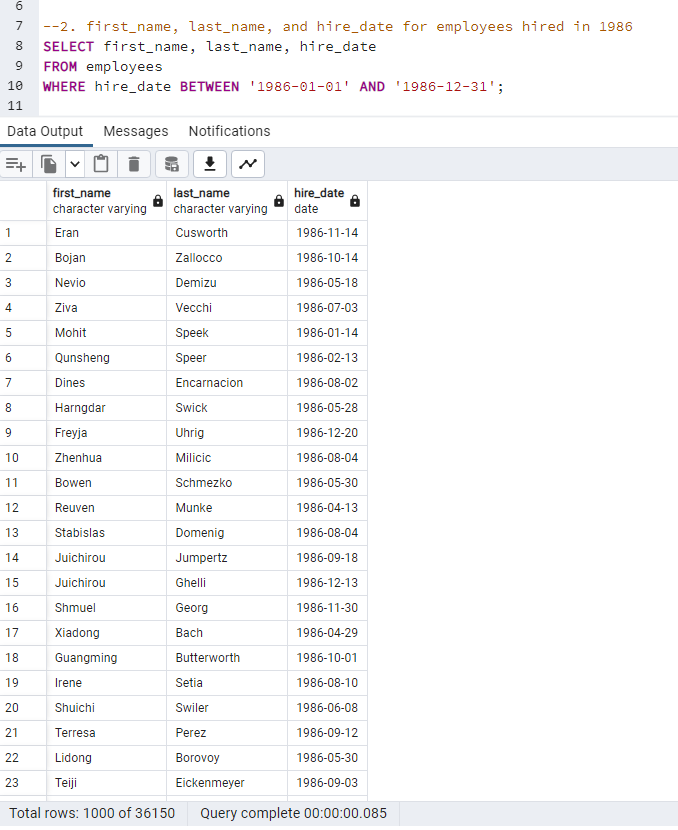 6
7 --2. first_name, last_name, and hire_date for employees hired in 1986
8 SELECT first_name, last_name, hire_date
9 FROM employees
10 WHERE hire_date BETWEEN '1986-01-01' AND '1986-12-31';
11
Data Output Messages Notifications
first_name last_name hire_date
character varying character varying date
1 Eran Cusworth 1986-11-14
2 Bojan Zallocco 1986-10-14
3 Nevio Demizu 1986-05-18
4 Ziva Vecchi 1986-07-03
5 Mohit Speek 1986-01-14
6 Qunsheng Speer 1986-02-13
7 Dines Encarnacion 1986-08-02
8 Harngdar Swick 1986-05-28
9 Freyja Uhrig 1986-12-20
10 Zhenhua Milicic 1986-08-04
11 Bowen Schmezko 1986-05-30
12 Reuven Munke 1986-04-13
13 Stabislas Domenig 1986-08-04
14 Juichirou Jumpertz 1986-09-18
15 Juichirou Ghelli 1986-12-13
16 Shmuel Georg 1986-11-30
17 Xiadong Bach 1986-04-29
18 Guangming Butterworth 1986-10-01
19 Irene Setia 1986-08-10
20 Shuichi Swiler 1986-06-08
21 Terresa Perez 1986-09-12
22 Lidong Borovoy 1986-05-30
23 Teiji Eickenmeyer 1986-09-03
Total rows: 1000 of 36150 Query complete 00:00:00.085